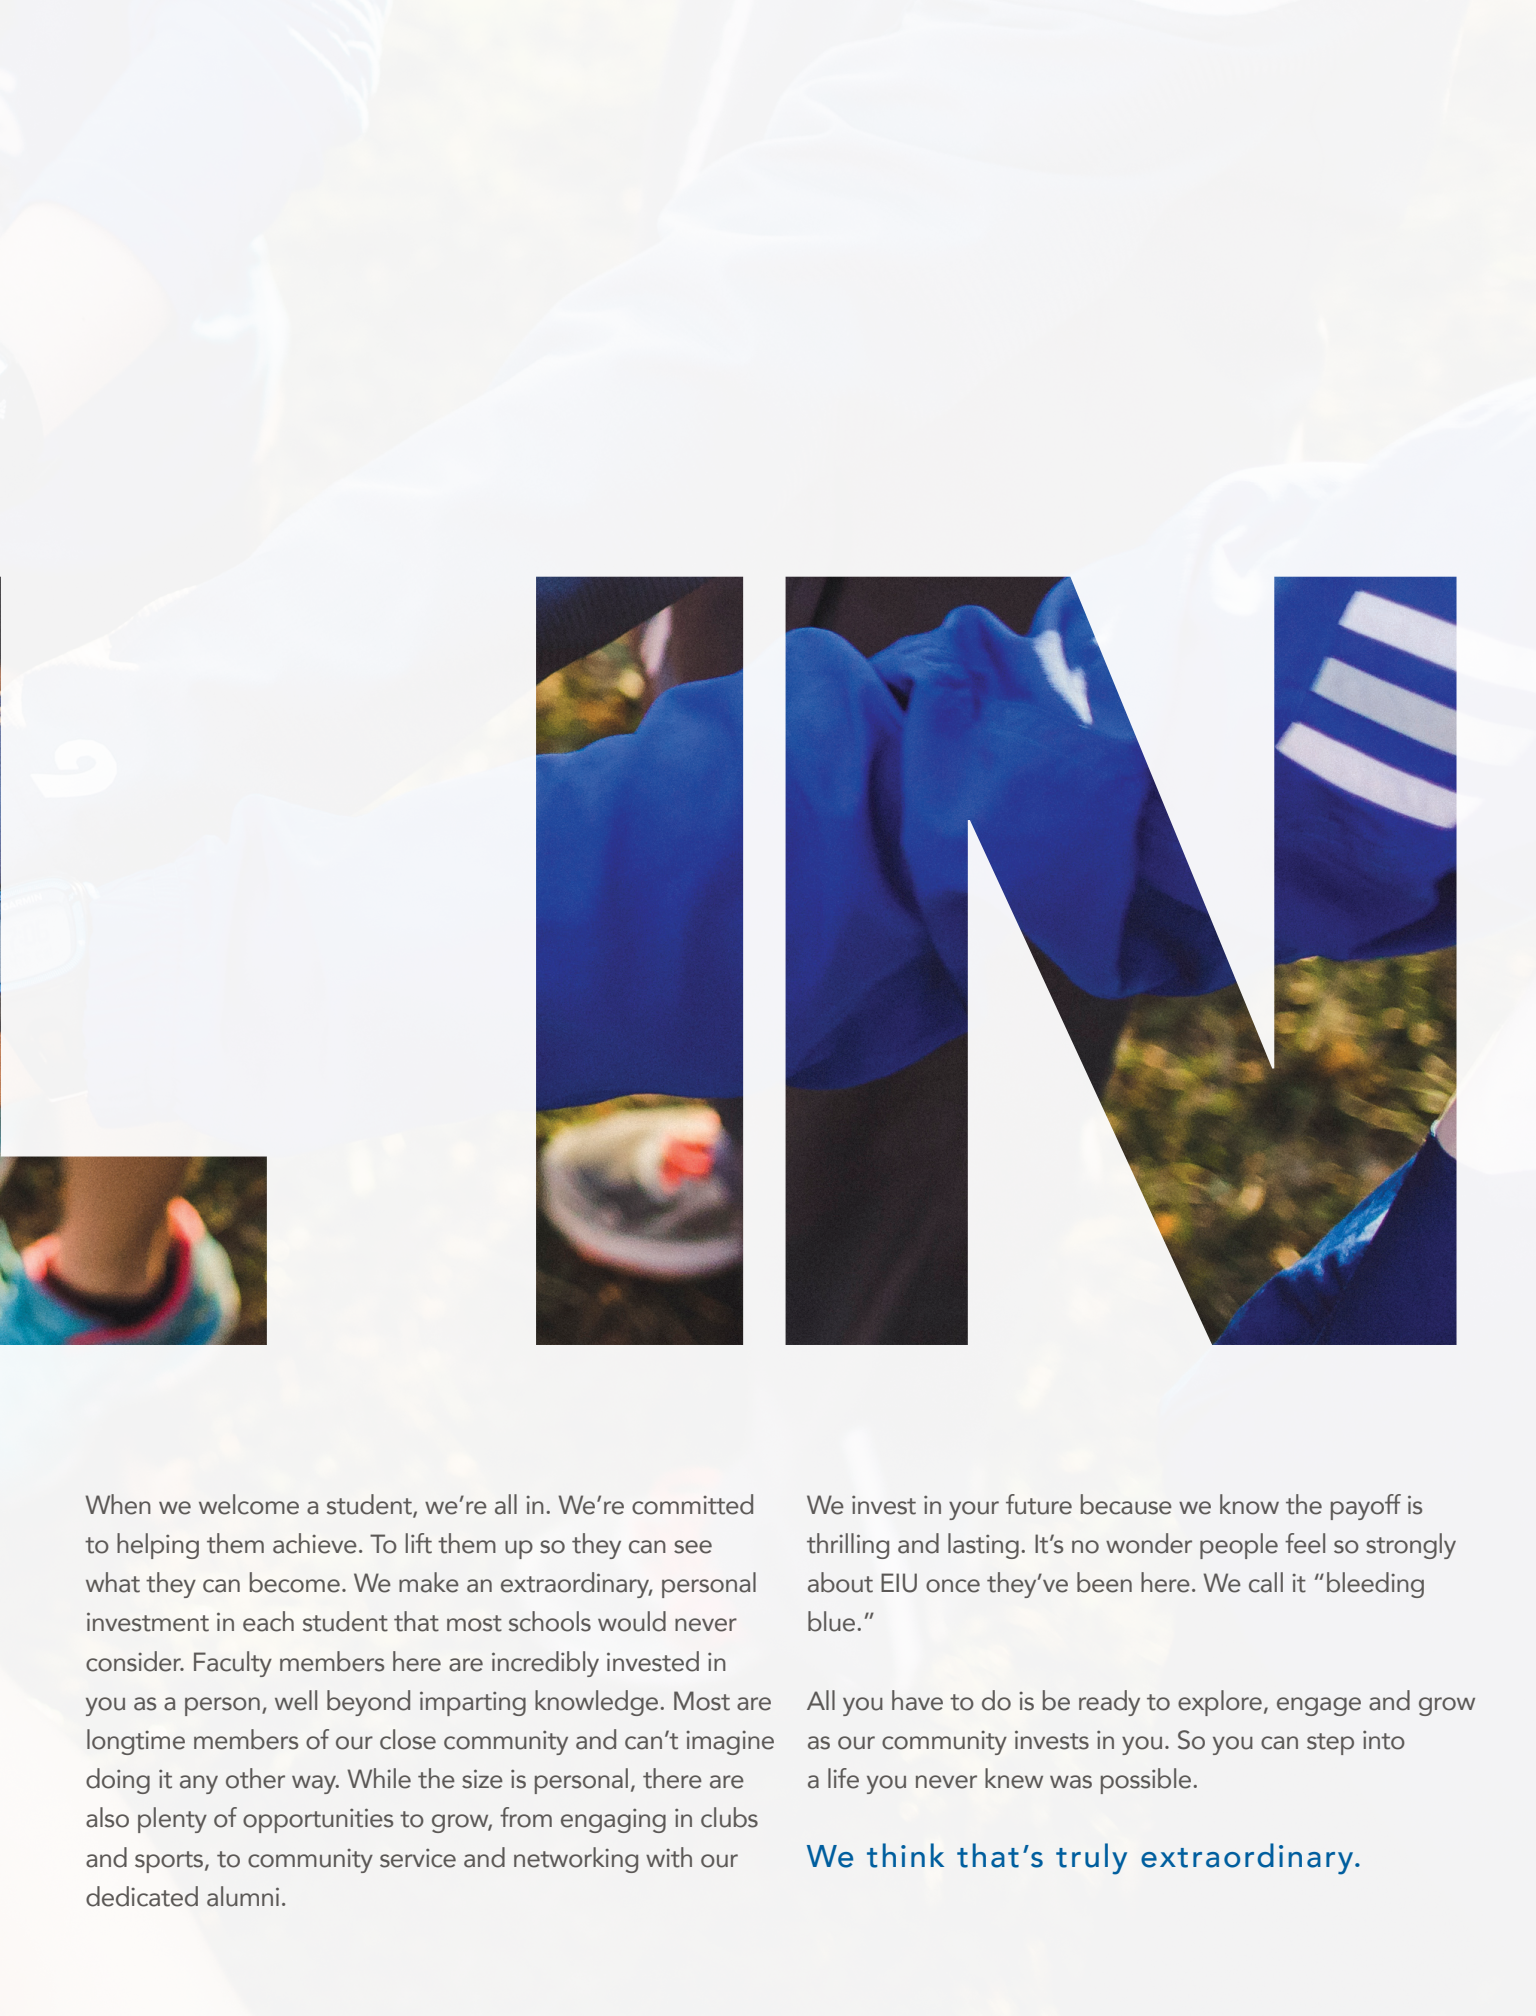 L IN
When we welcome a student, we're all in. We're committed
to helping them achieve. To lift them up so they can see
what they can become. We make an extraordinary, personal
investment in each student that most schools would never
consider. Faculty members here are incredibly invested in
you as a person, well beyond imparting knowledge. Most are
longtime members of our close community and can't imagine
doing it any other way. While the size is personal, there are
also plenty of opportunities to grow, from engaging in clubs
and sports, to community service and networking with our
dedicated alumni.
We invest in your future because we know the payoff is
thrilling and lasting. It's no wonder people feel so strongly
about EIU once they've been here. We call it “bleeding
blue.”
All you have to do is be ready to explore, engage and grow
as our community invests in you. So you can step into
a life you never knew was possible.
We think that's truly extraordinary.